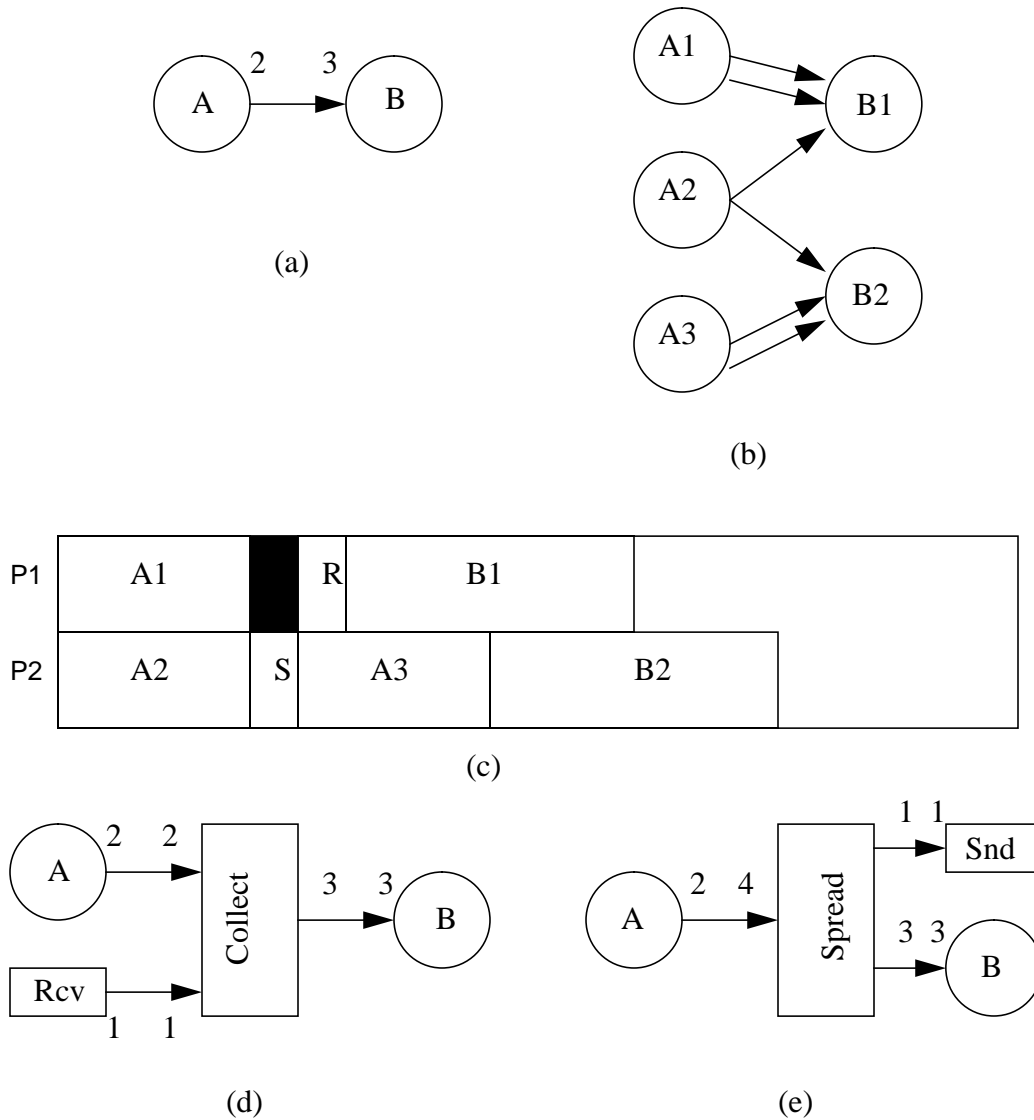 2 3
A B
(a)
A1
B1
A2
B2
A3
(b)
P1 A1 R B1
P2 A2 S A3 B2
(c)
2 2
A
Collect
3 3
B
Rcv
1 1
(d)
1 1
Snd
2 4
A
Spread
3 3
B
(e)